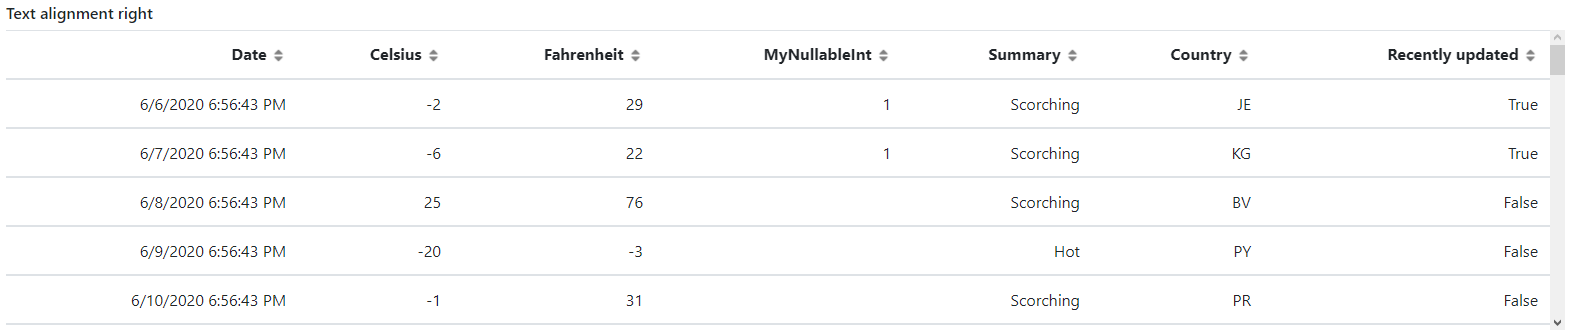 Text alignment right
Date Celsius Fahrenheit MyNullableInt Summary Country Recently updated
6/6/2020 6:56:43 PM -2 29 1 Scorching JE True
6/7/2020 6:56:43 PM -6 22 1 Scorching KG True
6/8/2020 6:56:43 PM 25 76 Scorching BV False
6/9/2020 6:56:43 PM -20 -3 Hot PY False
6/10/2020 6:56:43 PM -1 31 Scorching PR False